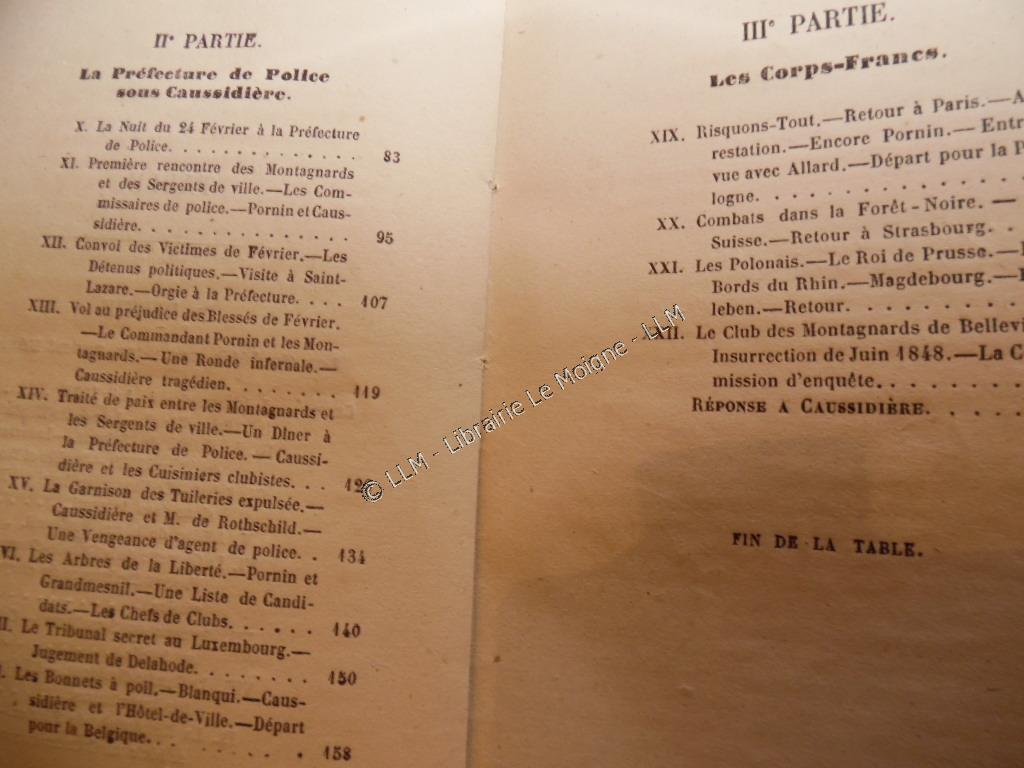 IIe PARTIE.
La Préfecture de Police
sous Caussidière.
X. La Nuit du 24 Février à la Préfecture
de Police. . . . . . . . . . . . . . 83
XI. Première rencontre des Montagnards
et des Sergents de ville.—Les Com-
missaires de police.—Pornin et Caus-
sidière. . . . . . . . . . . . . . . 95
XII. Convoi des Victimes de Février.—Les
Détenus politiques.—Visite à Saint-
Lazare.—Orgie à la Préfecture. . . . 107
XIII. Vol au préjudice des Blessés de Février.
—Le Commandant Pornin et les Mon-
tagnards.—Une Ronde infernale.—
Caussidière tragédien. . . . . . . . 119
XIV. Traité de paix entre les Montagnards et
les Sergents de ville.—Un Dîner à
la Préfecture de Police.—Caussi-
dière et les Cuisiniers clubistes. . . 12
XV. La Garnison des Tuileries expulsée.—
Caussidière et M. de Rothschild.—
Une Vengeance d'agent de police. . 134
VI. Les Arbres de la Liberté.—Pornin et
Grandmesnil.—Une Liste de Candi-
dats.—Les Chefs de Clubs. . . . . . 140
II. Le Tribunal secret au Luxembourg.—
Jugement de Delahode. . . . . . . . 150
I. Les Bonnets à poil.—Blanqui.—Caus-
sidière et l'Hôtel-de-Ville.—Départ
pour la Belgique. . . . . . . . 158
IIIe PARTIE.
Les Corps-Francs.
XIX. Risquons-Tout.—Retour à Paris.—A
restation.—Encore Pornin.—Entr
vue avec Allard.—Départ pour la P
logne. . . . . . . . . . . . .
XX. Combats dans la Forêt-Noire.—
Suisse.—Retour à Strasbourg. .
XXI. Les Polonais.—Le Roi de Prusse.—
Bords du Rhin.—Magdebourg.—
leben.—Retour. . . . . . . . .
XII. Le Club des Montagnards de Bellevi
Insurrection de Juin 1848.—La C
mission d'enquête. . . . . . . .
RÉPONSE A CAUSSIDIÈRE. . . . . .
FIN DE LA TABLE.
© LLM - Librairie Le Moigne - LLM